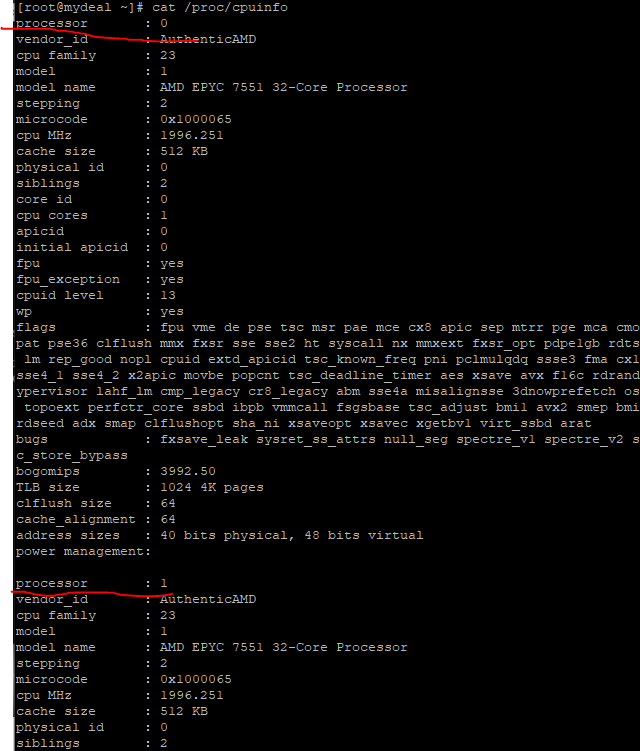 [root@mydeal ~]# cat /proc/cpuinfo
processor : 0
vendor_id : AuthenticAMD
cpu family : 23
model : 1
model name : AMD EPYC 7551 32-Core Processor
stepping : 2
microcode : 0x1000065
cpu MHz : 1996.251
cache size : 512 KB
physical id : 0
siblings : 2
core id : 0
cpu cores : 1
apicid : 0
initial apicid : 0
fpu : yes
fpu_exception : yes
cpuid level : 13
wp : yes
flags : fpu vme de pse tsc msr pae mce cx8 apic sep mtrr pge mca cmo
pat pse36 clflush mmx fxsr sse sse2 ht syscall nx mmxext fxsr_opt pdpe1gb rdts
lm rep_good nopl cpuid extd_apicid tsc_known_freq pni pclmulqdq ssse3 fma cx1
sse4_1 sse4_2 x2apic movbe popcnt tsc_deadline_timer aes xsave avx f16c rdrand
ypervisor lahf_lm cmp_legacy cr8_legacy abm sse4a misalignsse 3dnowprefetch os
topoext perfctr_core ssbd ibpb vmmcall fsgsbase tsc_adjust bmi1 avx2 smep bmi
rdseed adx smap clflushopt sha_ni xsaveopt xsavec xgetbv1 virt_ssbd arat
bugs : fxsave_leak sysret_ss_attrs null_seg spectre_v1 spectre_v2 s
c_store_bypass
bogomips : 3992.50
TLB size : 1024 4K pages
clflush size : 64
cache_alignment : 64
address sizes : 40 bits physical, 48 bits virtual
power management:
processor : 1
vendor_id : AuthenticAMD
cpu family : 23
model : 1
model name : AMD EPYC 7551 32-Core Processor
stepping : 2
microcode : 0x1000065
cpu MHz : 1996.251
cache size : 512 KB
physical id : 0
siblings : 2